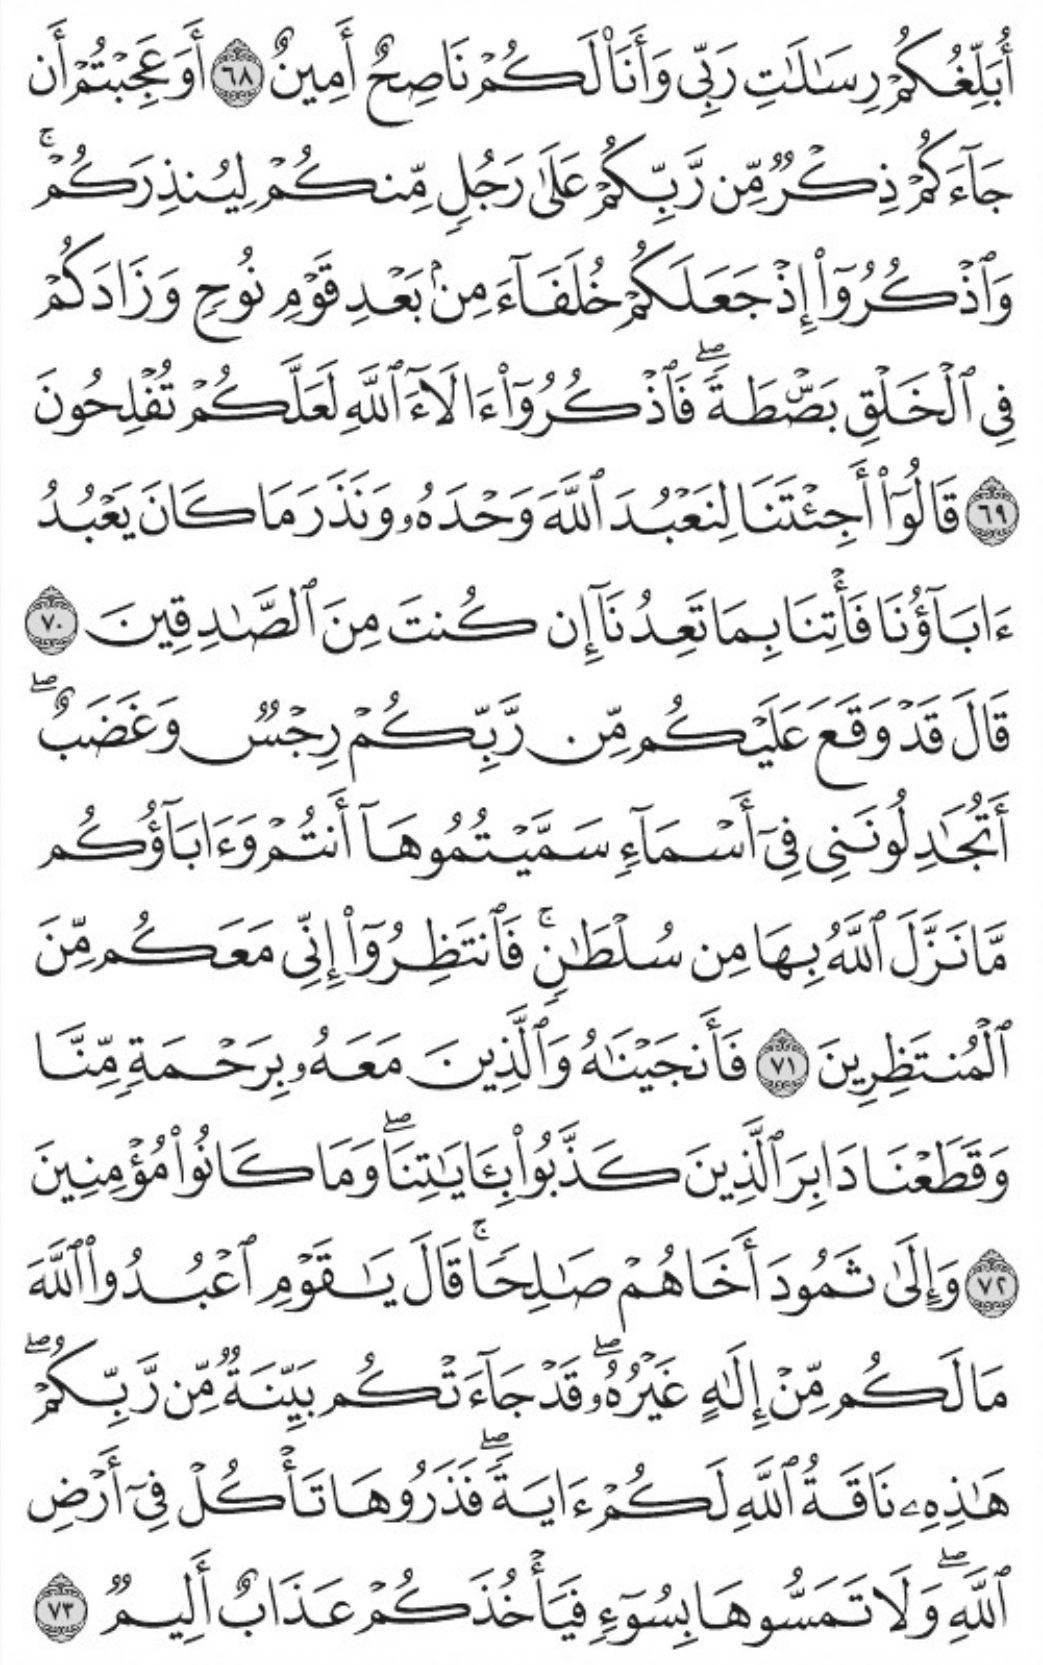 أُبَلِّغُكُمْ رِسَـٰلَـٰتِ رَبِّى وَأَنَا۠ لَكُمْ نَاصِحٌ أَمِينٌ ٦٨ أَوَعَجِبْتُمْ أَن
جَآءَكُمْ ذِكْرٌ مِّن رَّبِّكُمْ عَلَىٰ رَجُلٍ مِّنكُمْ لِيُنذِرَكُمْ ۚ
وَٱذْكُرُوٓا۟ إِذْ جَعَلَكُمْ خُلَفَآءَ مِنۢ بَعْدِ قَوْمِ نُوحٍ وَزَادَكُمْ
فِى ٱلْخَلْقِ بَصْۜطَةً ۖ فَٱذْكُرُوٓا۟ ءَالَآءَ ٱللَّهِ لَعَلَّكُمْ تُفْلِحُونَ
٦٩ قَالُوٓا۟ أَجِئْتَنَا لِنَعْبُدَ ٱللَّهَ وَحْدَهُۥ وَنَذَرَ مَا كَانَ يَعْبُدُ
ءَابَآؤُنَا فَأْتِنَا بِمَا تَعِدُنَآ إِن كُنتَ مِنَ ٱلصَّـٰدِقِينَ ٧٠
قَالَ قَدْ وَقَعَ عَلَيْكُم مِّن رَّبِّكُمْ رِجْسٌ وَغَضَبٌ ۖ
أَتُجَـٰدِلُونَنِى فِىٓ أَسْمَآءٍ سَمَّيْتُمُوهَآ أَنتُمْ وَءَابَآؤُكُم
مَّا نَزَّلَ ٱللَّهُ بِهَا مِن سُلْطَـٰنٍ ۚ فَٱنتَظِرُوٓا۟ إِنِّى مَعَكُم مِّنَ
ٱلْمُنتَظِرِينَ ٧١ فَأَنجَيْنَـٰهُ وَٱلَّذِينَ مَعَهُۥ بِرَحْمَةٍ مِّنَّا
وَقَطَعْنَا دَابِرَ ٱلَّذِينَ كَذَّبُوا۟ بِـَٔايَـٰتِنَا ۖ وَمَا كَانُوا۟ مُؤْمِنِينَ
٧٢ وَإِلَىٰ ثَمُودَ أَخَاهُمْ صَـٰلِحًا ۚ قَالَ يَـٰقَوْمِ ٱعْبُدُوا۟ ٱللَّهَ
مَا لَكُم مِّنْ إِلَـٰهٍ غَيْرُهُۥ ۖ قَدْ جَآءَتْكُم بَيِّنَةٌ مِّن رَّبِّكُمْ ۖ
هَـٰذِهِۦ نَاقَةُ ٱللَّهِ لَكُمْ ءَايَةً ۖ فَذَرُوهَا تَأْكُلْ فِىٓ أَرْضِ
ٱللَّهِ ۖ وَلَا تَمَسُّوهَا بِسُوٓءٍ فَيَأْخُذَكُمْ عَذَابٌ أَلِيمٌ ٧٣